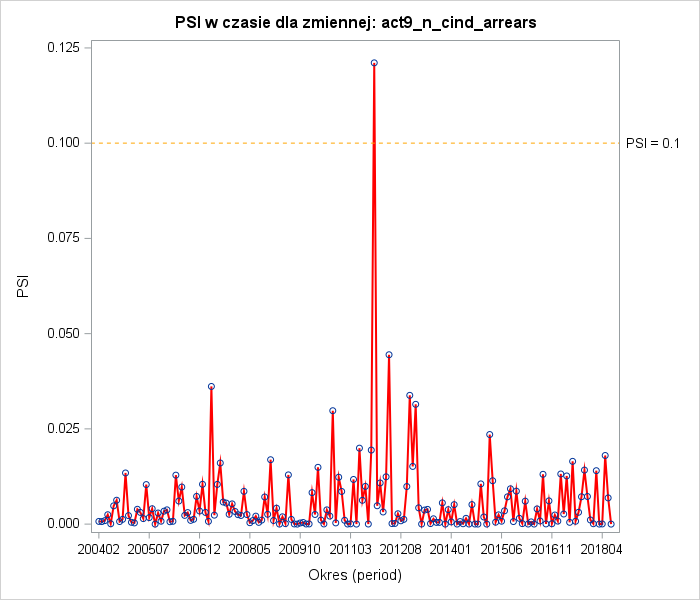 PSI w czasie dla zmiennej: act9_n_cind_arrears
0.125
0.100
PSI = 0.1
0.075
PSI
0.050
0.025
0.000
200402 200507 200612 200805 200910 201103 201208 201401 201506 201611 201804
Okres (period)